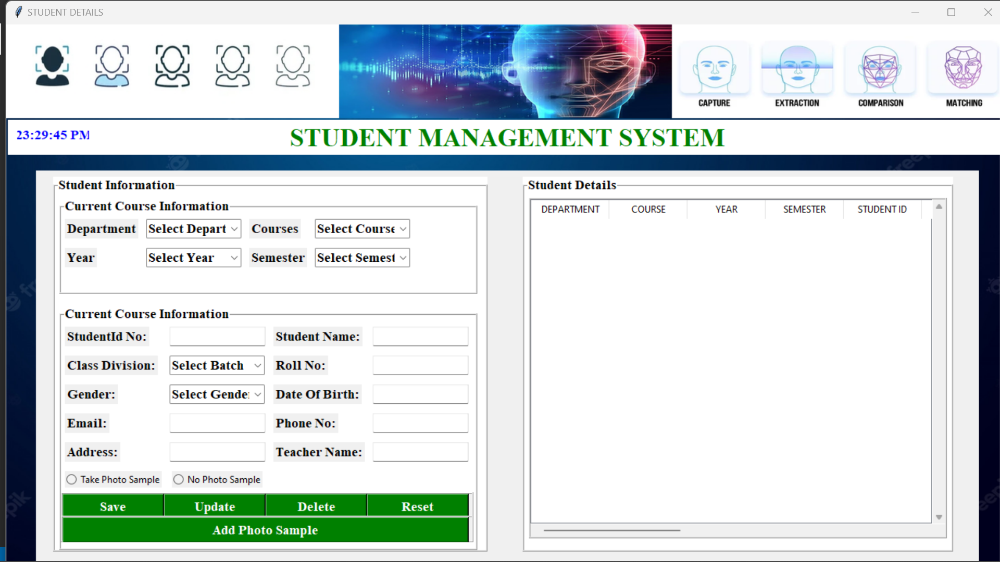 STUDENT DETAILS
CAPTURE EXTRACTION COMPARISON MATCHING
23:29:45 PM
STUDENT MANAGEMENT SYSTEM
Student Information
Current Course Information
Department Select Depart Courses Select Course
Year Select Year Semester Select Semest
Current Course Information
StudentId No: Student Name:
Class Division: Select Batch Roll No:
Gender: Select Gender Date Of Birth:
Email: Phone No:
Address: Teacher Name:
Take Photo Sample No Photo Sample
Save Update Delete Reset
Add Photo Sample
Student Details
DEPARTMENT COURSE YEAR SEMESTER STUDENT ID